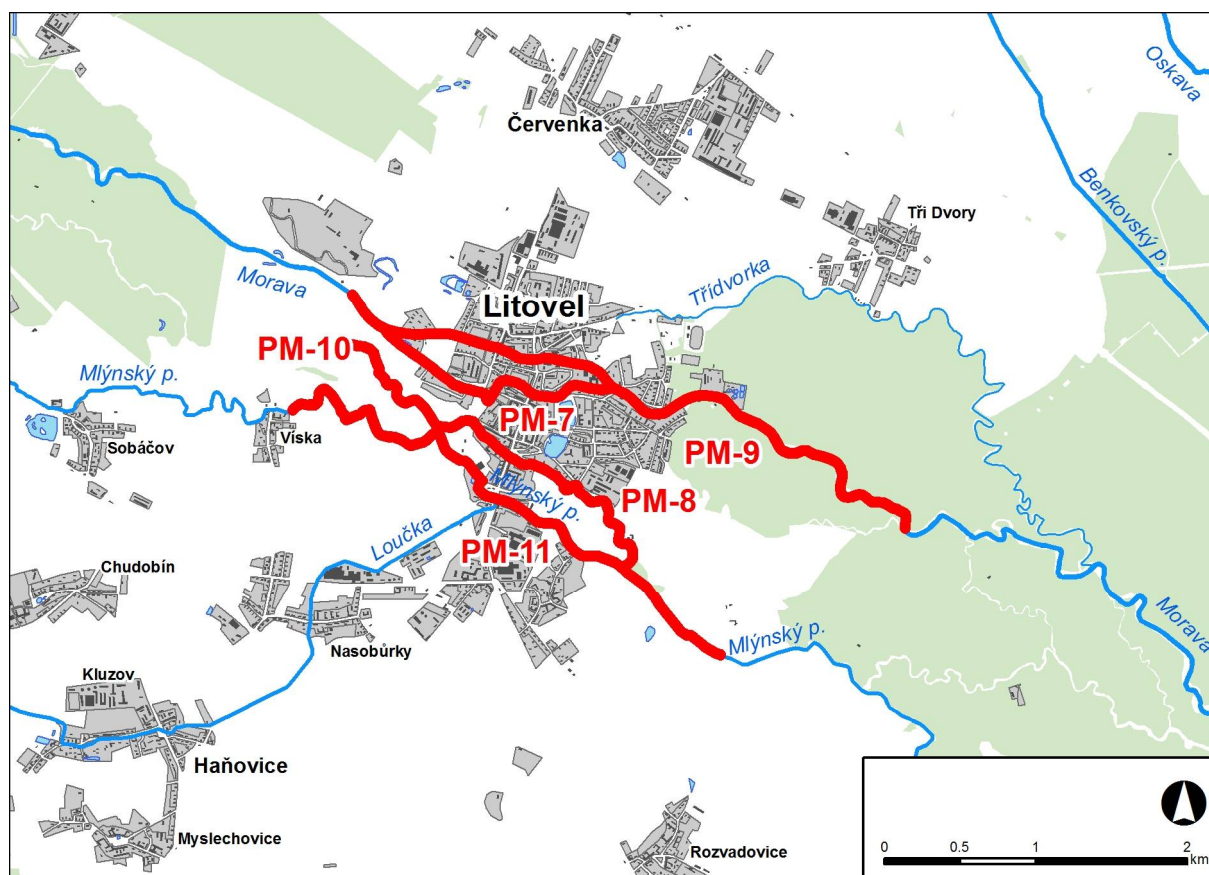 Oskava
Červenka
Benkovský p.
Tři Dvory
Morava
Třídvorka
Litovel
PM-10
Mlýnský p.
PM-7
Víska
Sobáčov
PM-9
Mlýnský p.
PM-8
Loučka
PM-11
Chudobín
Morava
Mlýnský p.
Nasobůrky
Kluzov
Haňovice
Myslechovice
Rozvadovice
0 0.5 1 2
km